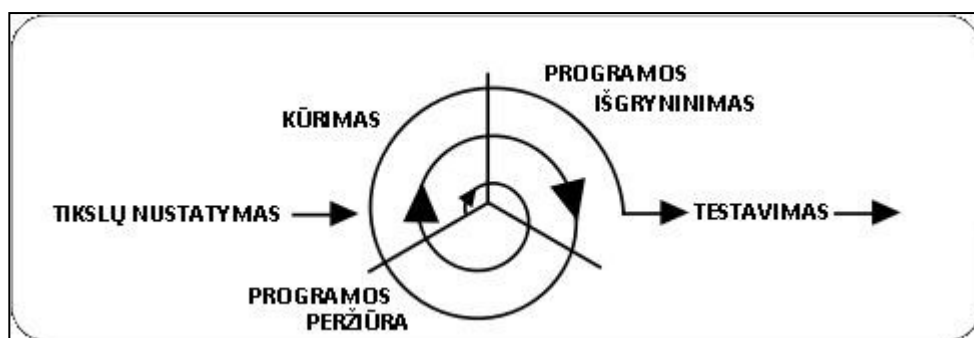 PROGRAMOS
IŠGRYNINIMAS
KŪRIMAS
TIKSLŲ NUSTATYMAS
TESTAVIMAS
PROGRAMOS
PERŽIŪRA